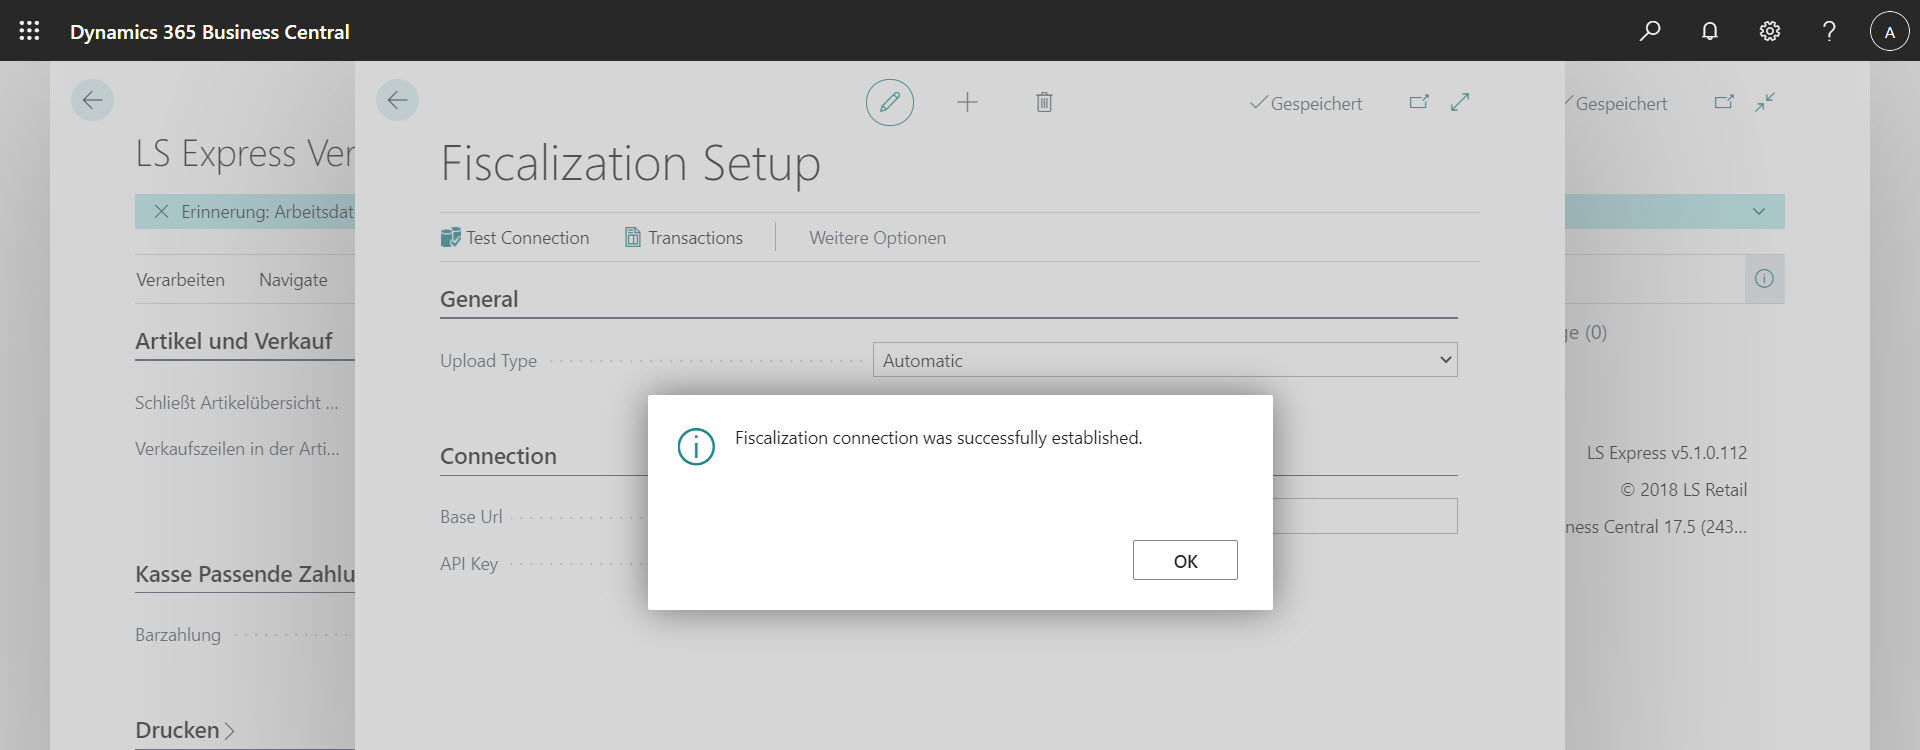 Dynamics 365 Business Central
A
Gespeichert
Gespeichert
LS Express Ver
Fiscalization Setup
Erinnerung: Arbeitsdat
Test Connection
Transactions
Weitere Optionen
Verarbeiten
Navigate
General
ge (0)
Artikel und Verkauf
Upload Type
Automatic
Schließt Artikelübersicht ...
Verkaufszeilen in der Arti...
Fiscalization connection was successfully established.
OK
Connection
Base Url
API Key
LS Express v5.1.0.112
© 2018 LS Retail
ness Central 17.5 (243...
Kasse Passende Zahlu
Barzahlung
Drucken